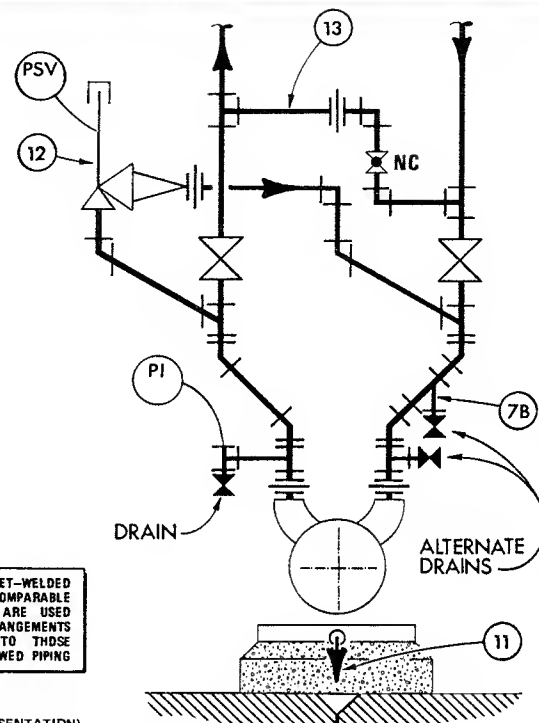 13
PSV
12
NC
PI
7B
DRAIN
ALTERNATE
DRAINS
ET-WELDED
OMPARABLE
ARE USED
ANGEMENTS
TO THOSE
WED PIPING
11
SENTATION)